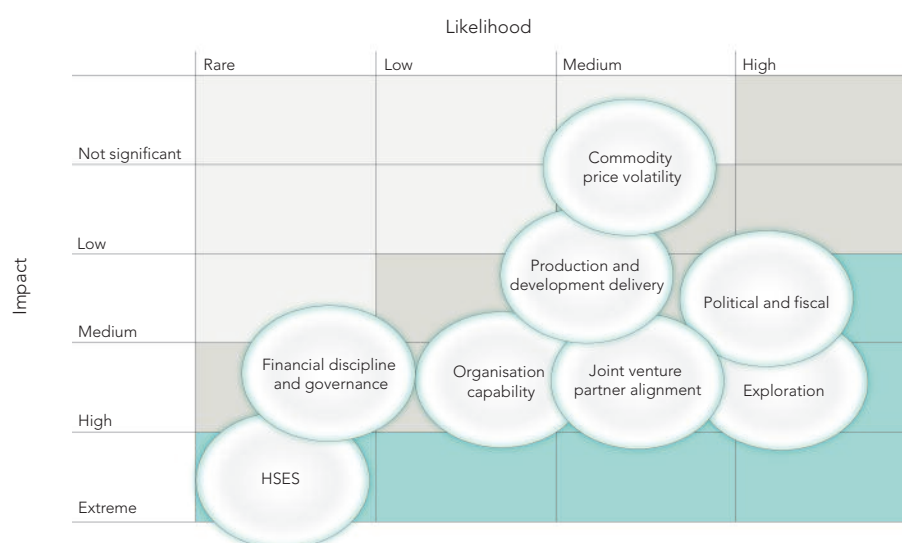 Likelihood
Rare
Low
Medium
High
Impact
Not significant
Low
Medium
High
Extreme
Commodity
price volatility
Production and
development delivery
Political and fiscal
Financial discipline
and governance
Organisation
capability
Joint venture
partner alignment
Exploration
HSES